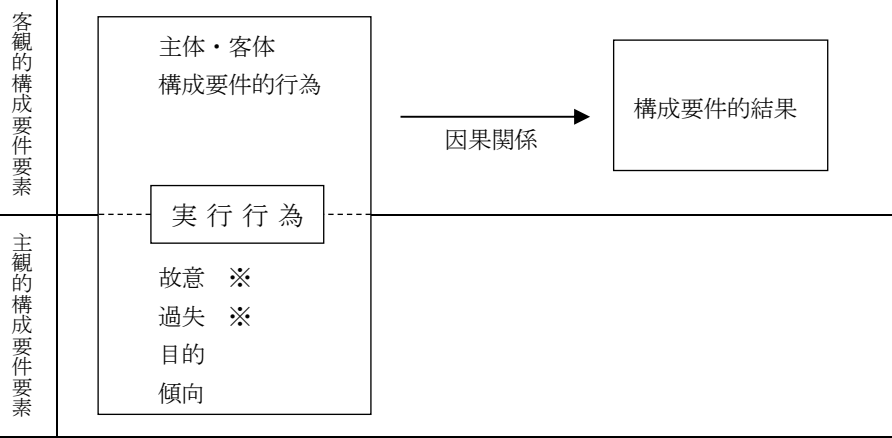 客観的構成要件要素
主体・客体
構成要件的行為
因果関係
構成要件的結果
実行行為
主観的構成要件要素
故意 ※
過失 ※
目的
傾向